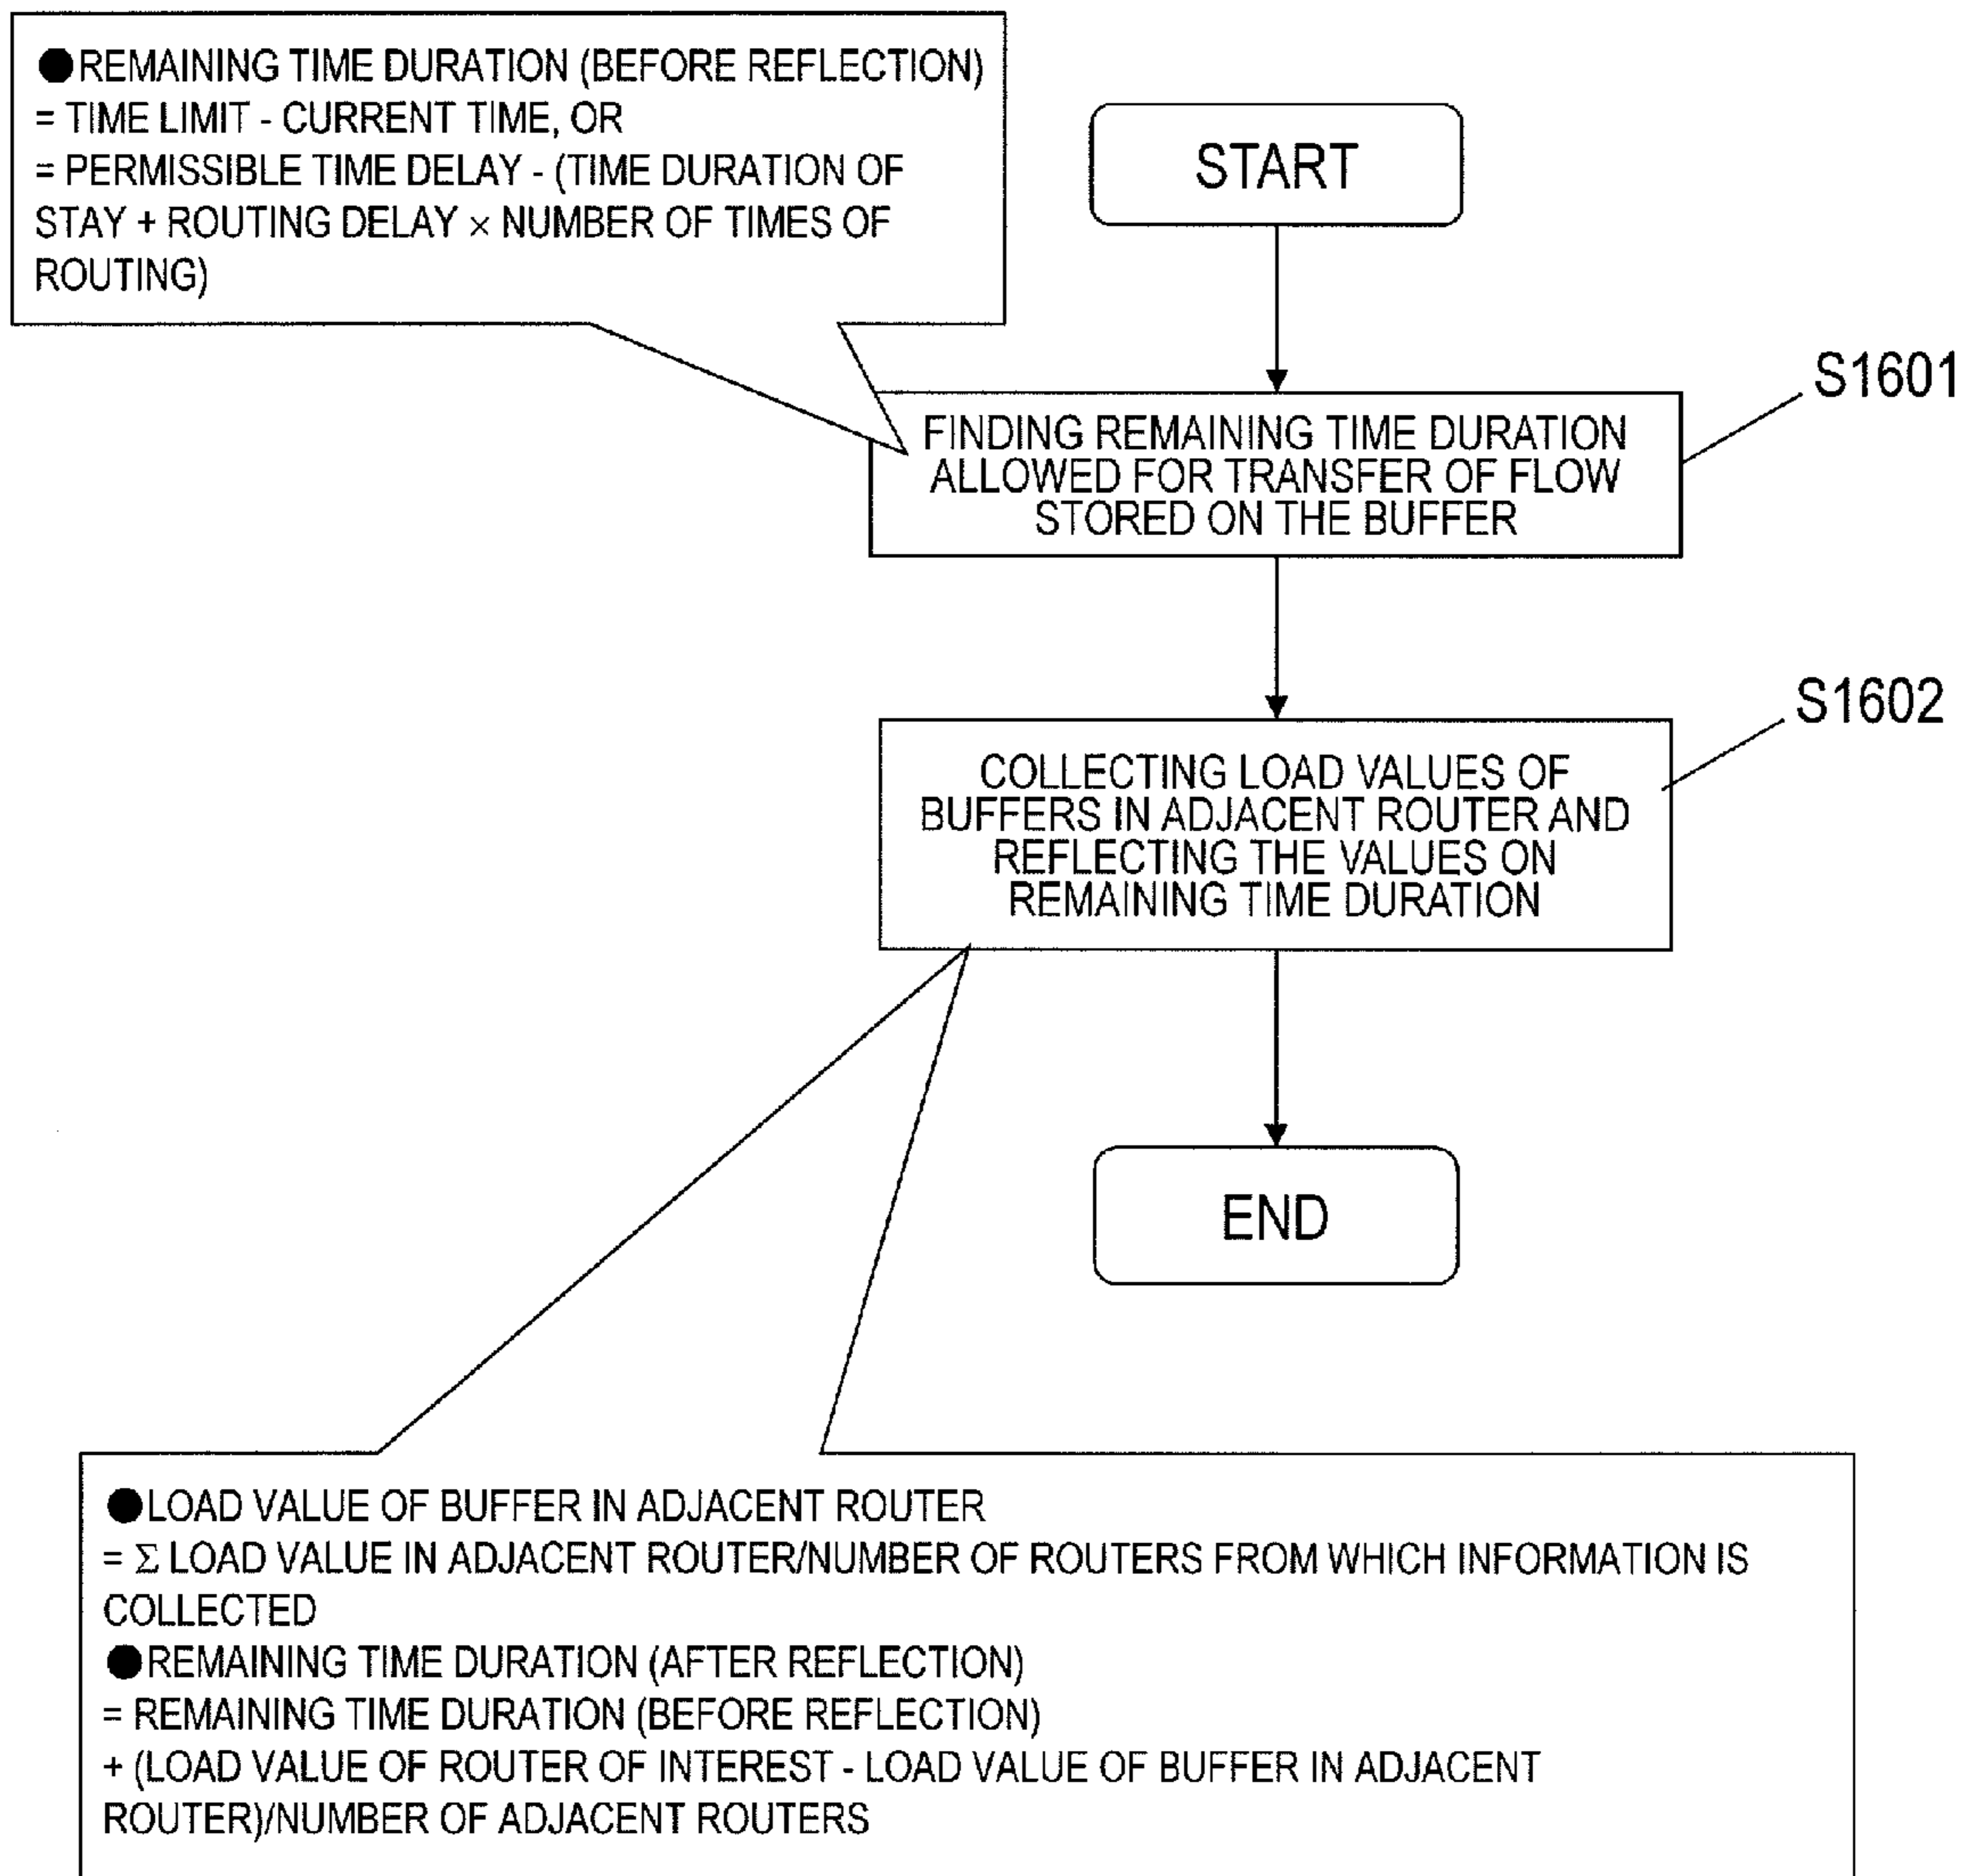 ●REMAINING TIME DURATION (BEFORE REFLECTION)
= TIME LIMIT - CURRENT TIME, OR
= PERMISSIBLE TIME DELAY - (TIME DURATION OF
STAY + ROUTING DELAY × NUMBER OF TIMES OF
ROUTING)
START
S1601
FINDING REMAINING TIME DURATION
ALLOWED FOR TRANSFER OF FLOW
STORED ON THE BUFFER
S1602
COLLECTING LOAD VALUES OF
BUFFERS IN ADJACENT ROUTER AND
REFLECTING THE VALUES ON
REMAINING TIME DURATION
END
●LOAD VALUE OF BUFFER IN ADJACENT ROUTER
= Σ LOAD VALUE IN ADJACENT ROUTER/NUMBER OF ROUTERS FROM WHICH INFORMATION IS
COLLECTED
●REMAINING TIME DURATION (AFTER REFLECTION)
= REMAINING TIME DURATION (BEFORE REFLECTION)
+ (LOAD VALUE OF ROUTER OF INTEREST - LOAD VALUE OF BUFFER IN ADJACENT
ROUTER)/NUMBER OF ADJACENT ROUTERS